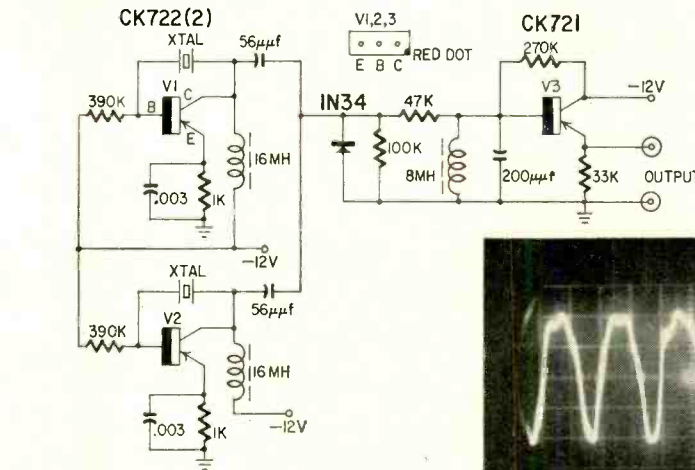 CK722(2)
XTAL
56μμf
390K
B
V1
C
E
.003
1K
16MH
-12V
XTAL
56μμf
390K
V2
.003
1K
16MH
-12V
V1,2,3
E B C
RED DOT
1N34
100K
47K
8MH
CK721
270K
V3
-12V
200μμf
33K
OUTPUT